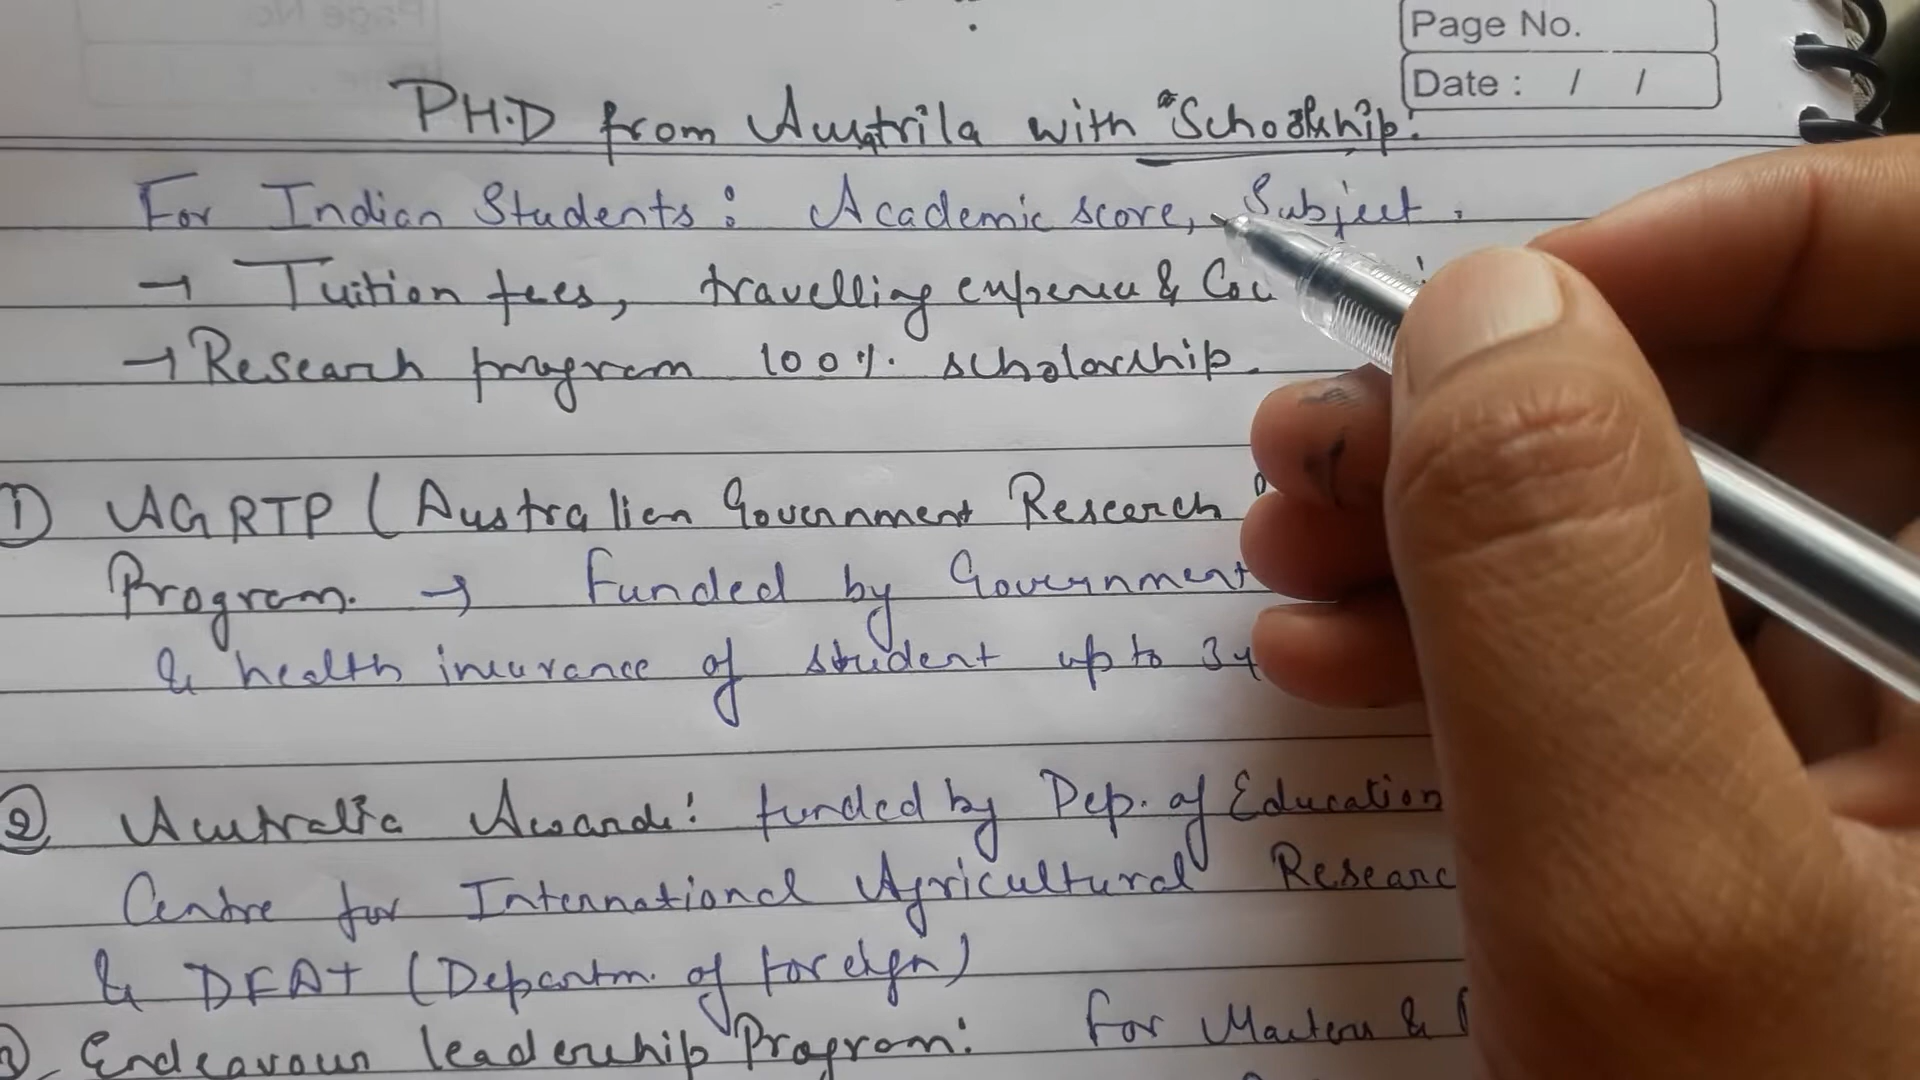 Page No.
Date : / /
PH.D from Austrila with "Schoolship."
For Indian Students : Academic score, Subject.
→ Tuition fees, travelling expense & Cou
→ Research program 100% scholarship.
1) AGRTP (Australian Government Research
Program. → Funded by Government
& health insurance of student up to 3 y
2) Australia Awards: funded by Dep. of Education
Centre for International Agricultural Researc
& DFAT (Departm. of foreign)
3) Endeavour leadership Program: For Masters &